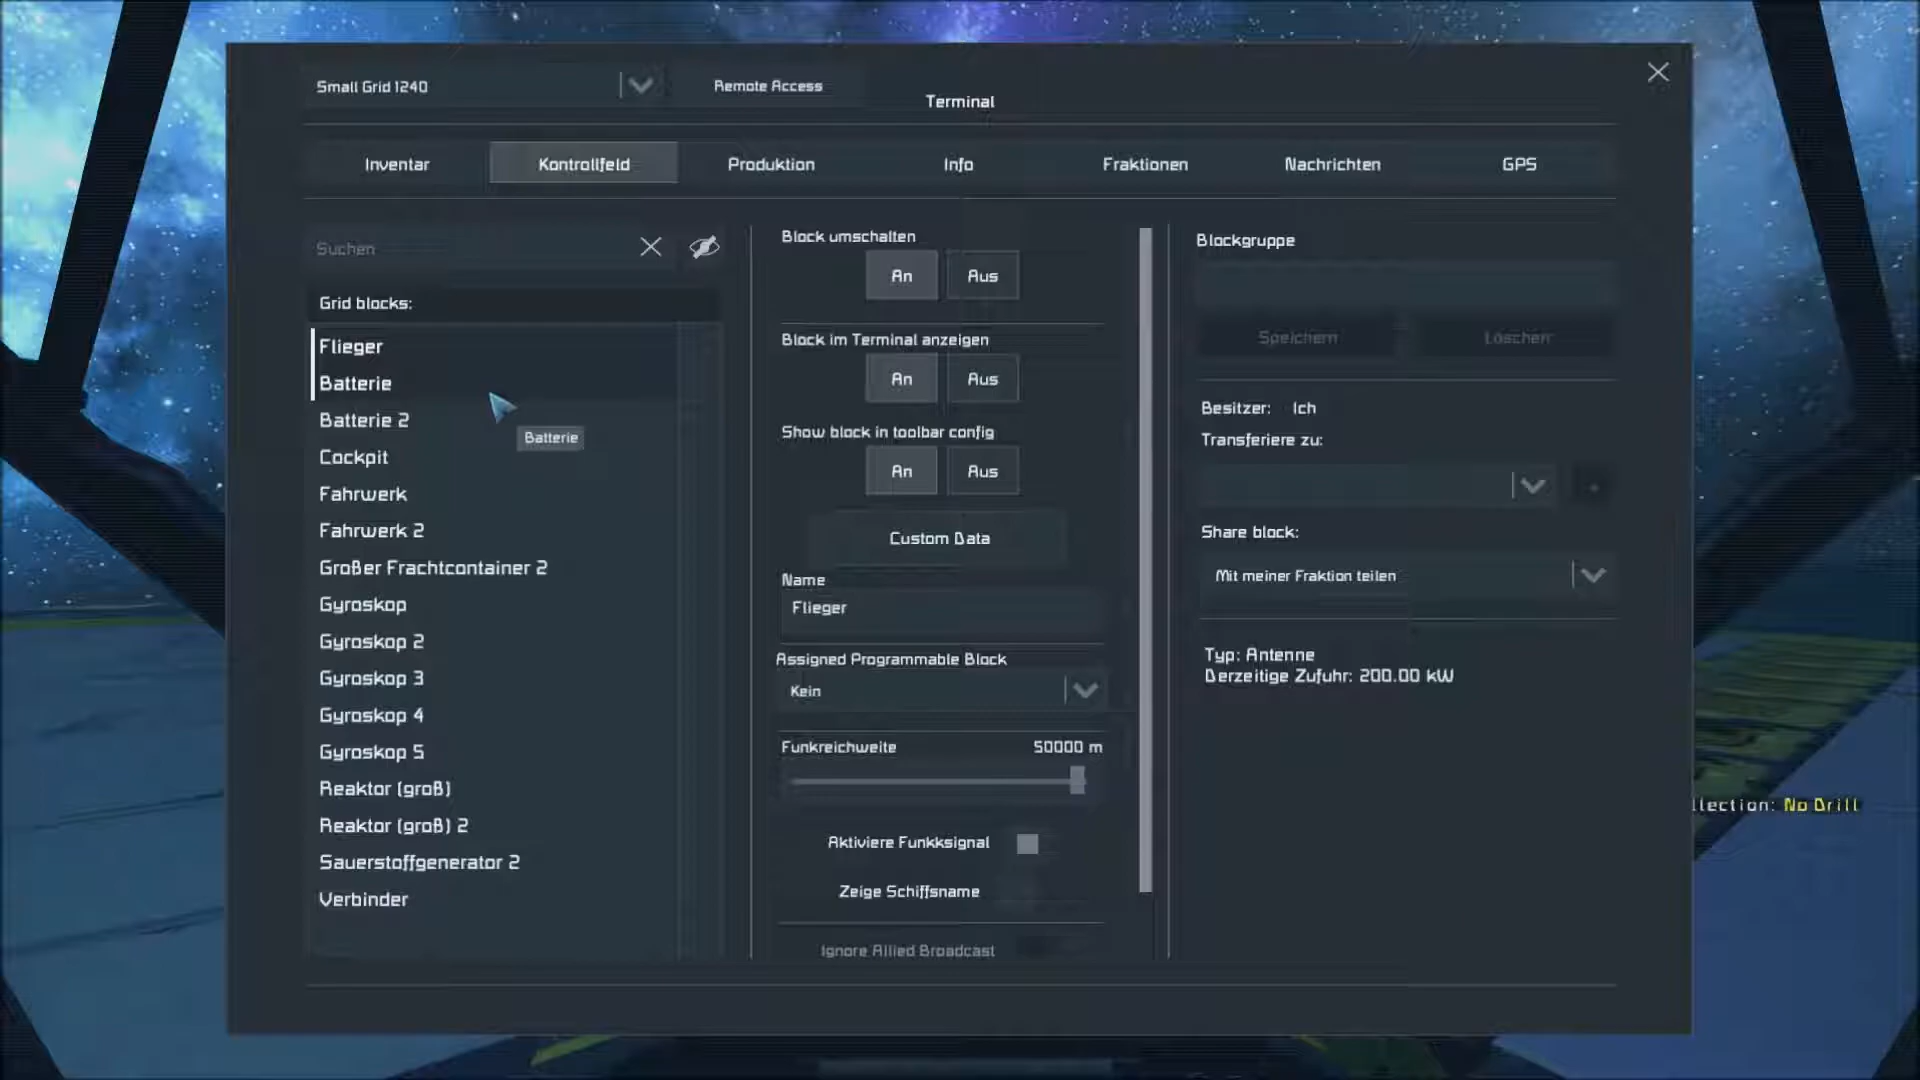 Small Grid 1240
Remote Access
Terminal
Inventar
Kontrollfeld
Produktion
Info
Fraktionen
Nachrichten
GPS
Suchen
Grid blocks:
Flieger
Batterie
Batterie 2
Cockpit
Fahrwerk
Fahrwerk 2
Großer Frachtcontainer 2
Gyroskop
Gyroskop 2
Gyroskop 3
Gyroskop 4
Gyroskop 5
Reaktor (groß)
Reaktor (groß) 2
Sauerstoffgenerator 2
Verbinder
Batterie
Block umschalten
An Aus
Block im Terminal anzeigen
An Aus
Show block in toolbar config
An Aus
Custom Data
Name
Flieger
Assigned Programmable Block
Kein
Funkreichweite 50000 m
Aktiviere Funkksignal
Zeige Schiffsname
Ignore Allied Broadcast
Blockgruppe
Speichern Löschen
Besitzer: Ich
Transferiere zu:
Share block:
Mit meiner Fraktion teilen
Typ: Antenne
Derzeitige Zufuhr: 200.00 kW
llection: No Drill